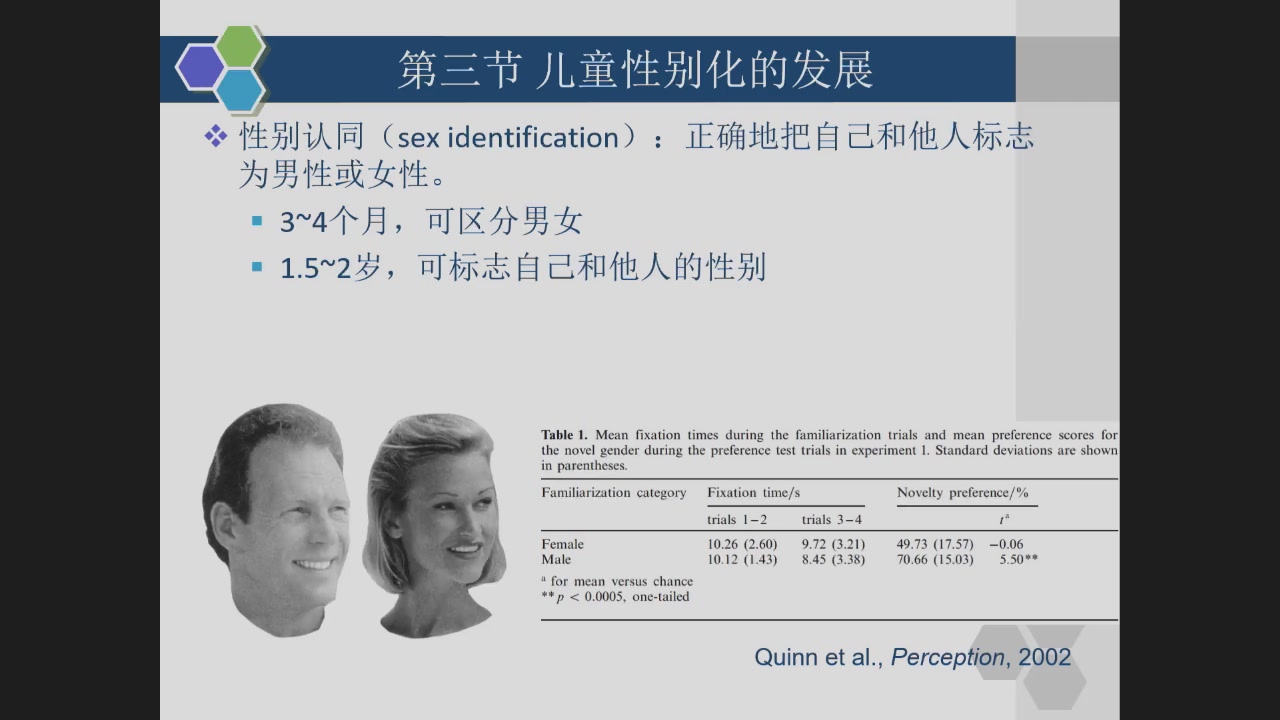 第三节 儿童性别化的发展
性别认同（sex identification）：正确地把自己和他人标志
为男性或女性。
3~4个月，可区分男女
1.5~2岁，可标志自己和他人的性别
Table 1. Mean fixation times during the familiarization trials and mean preference scores for
the novel gender during the preference test trials in experiment 1. Standard deviations are shown
in parentheses.
Familiarization category Fixation time/s Novelty preference/%
trials 1–2 trials 3–4 tᵃ
Female 10.26 (2.60) 9.72 (3.21) 49.73 (17.57) −0.06
Male 10.12 (1.43) 8.45 (3.38) 70.66 (15.03) 5.50**
ᵃ for mean versus chance
**p < 0.0005, one-tailed
Quinn et al., Perception, 2002